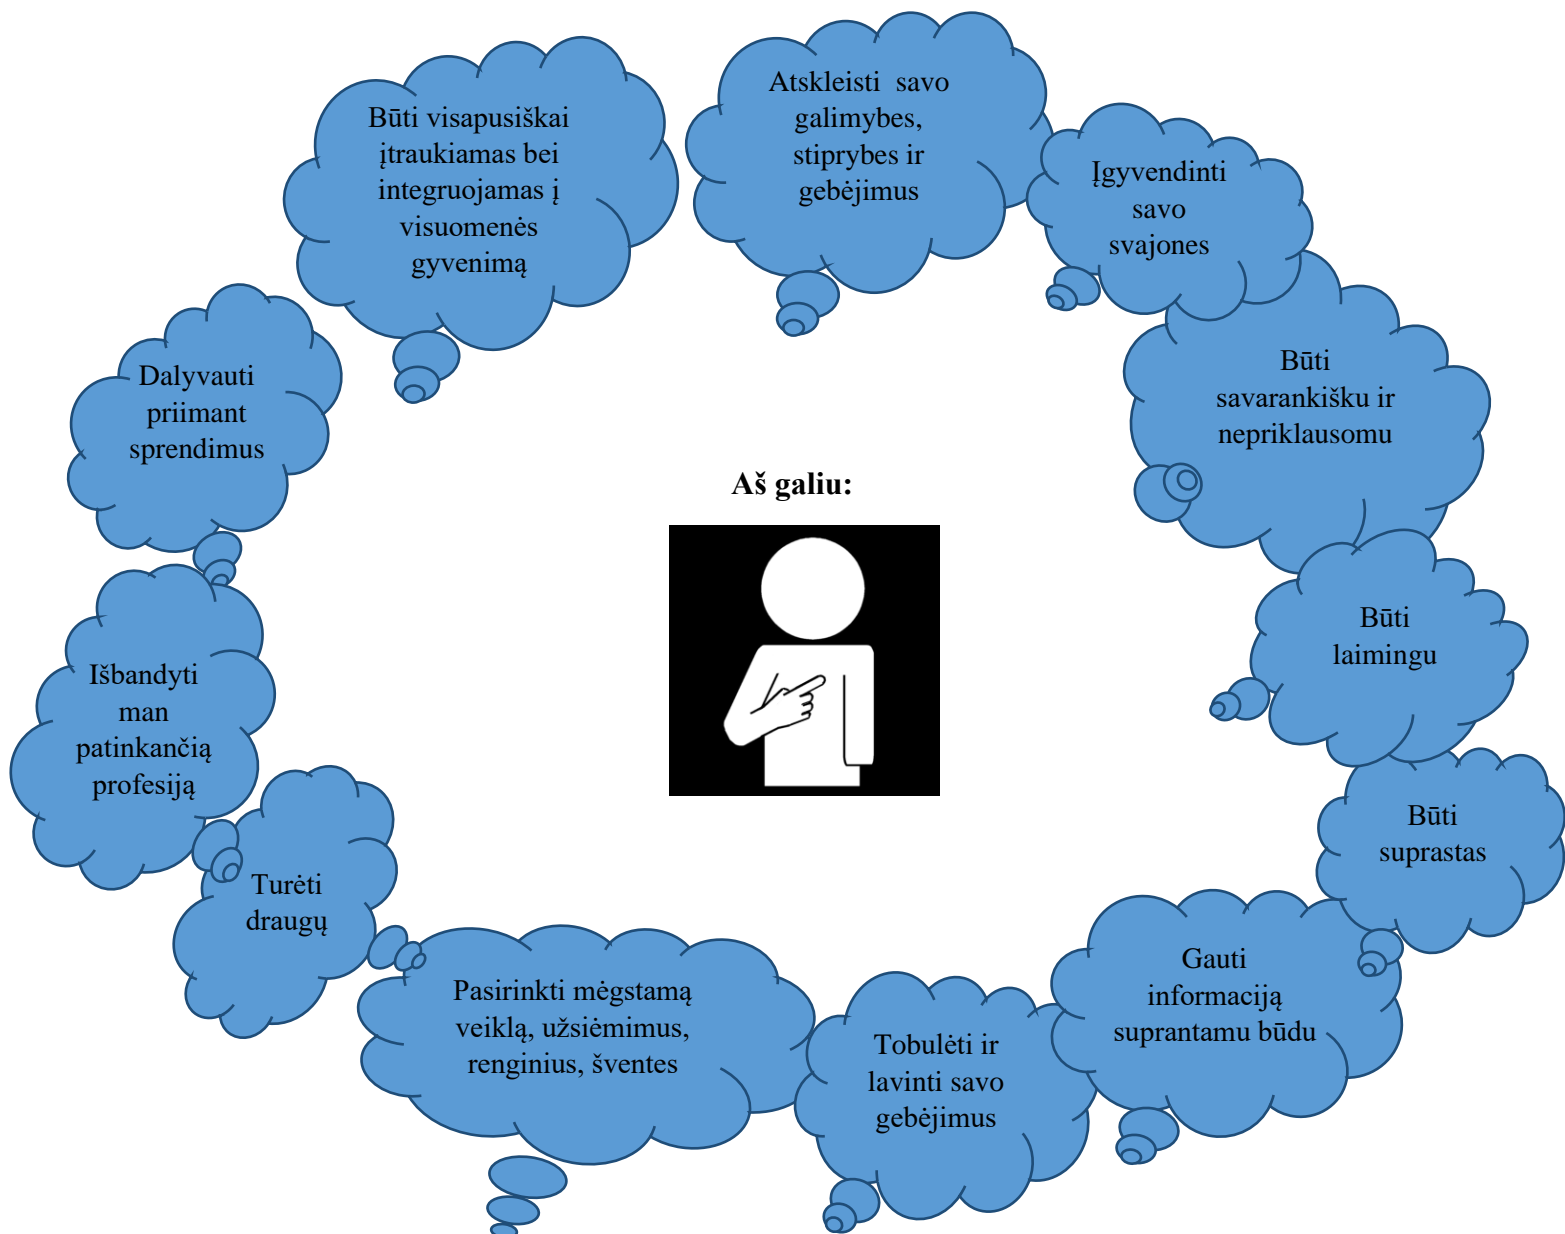 Atskleisti savo
galimybes,
stiprybes ir
gebėjimus
Įgyvendinti
savo
svajones
Būti
savarankišku ir
nepriklausomu
Būti
laimingu
Būti
suprastas
Gauti
informaciją
suprantamu būdu
Tobulėti ir
lavinti savo
gebėjimus
Pasirinkti mėgstamą
veiklą, užsiėmimus,
renginius, šventes
Turėti
draugų
Išbandyti
man
patinkančią
profesiją
Dalyvauti
priimant
sprendimus
Būti visapusiškai
įtraukiamas bei
integruojamas į
visuomenės
gyvenimą
Aš galiu: